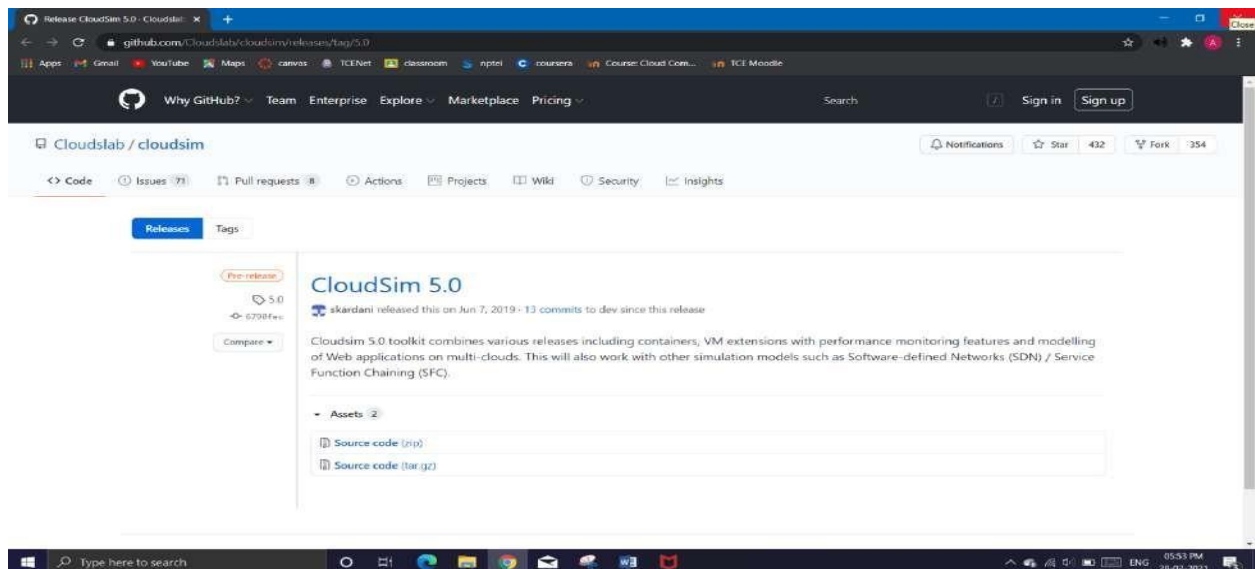 Release CloudSim 5.0 · Cloudslab
Close
github.com/Cloudslab/cloudsim/releases/tag/5.0
Apps Gmail YouTube Maps canvas TCENet classroom nptel coursera Course: Cloud Com... TCE Moodle
Why GitHub? Team Enterprise Explore Marketplace Pricing Search / Sign in Sign up
Cloudslab / cloudsim Notifications Star 432 Fork 354
<> Code Issues 71 Pull requests 8 Actions Projects Wiki Security Insights
Releases Tags
Pre-release
5.0
6790fec
Compare
CloudSim 5.0
skardani released this on Jun 7, 2019 · 13 commits to dev since this release
Cloudsim 5.0 toolkit combines various releases including containers, VM extensions with performance monitoring features and modelling
of Web applications on multi-clouds. This will also work with other simulation models such as Software-defined Networks (SDN) / Service
Function Chaining (SFC).
Assets 2
Source code (zip)
Source code (tar.gz)
Type here to search
ENG
05:53 PM